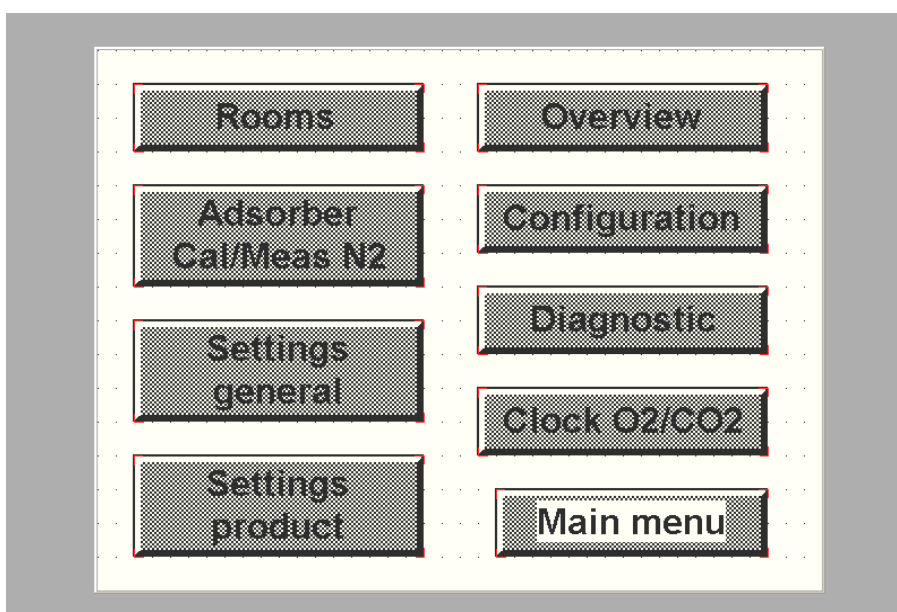 Rooms
Overview
Adsorber
Cal/Meas N2
Configuration
Settings
general
Diagnostic
Clock O2/CO2
Settings
product
Main menu